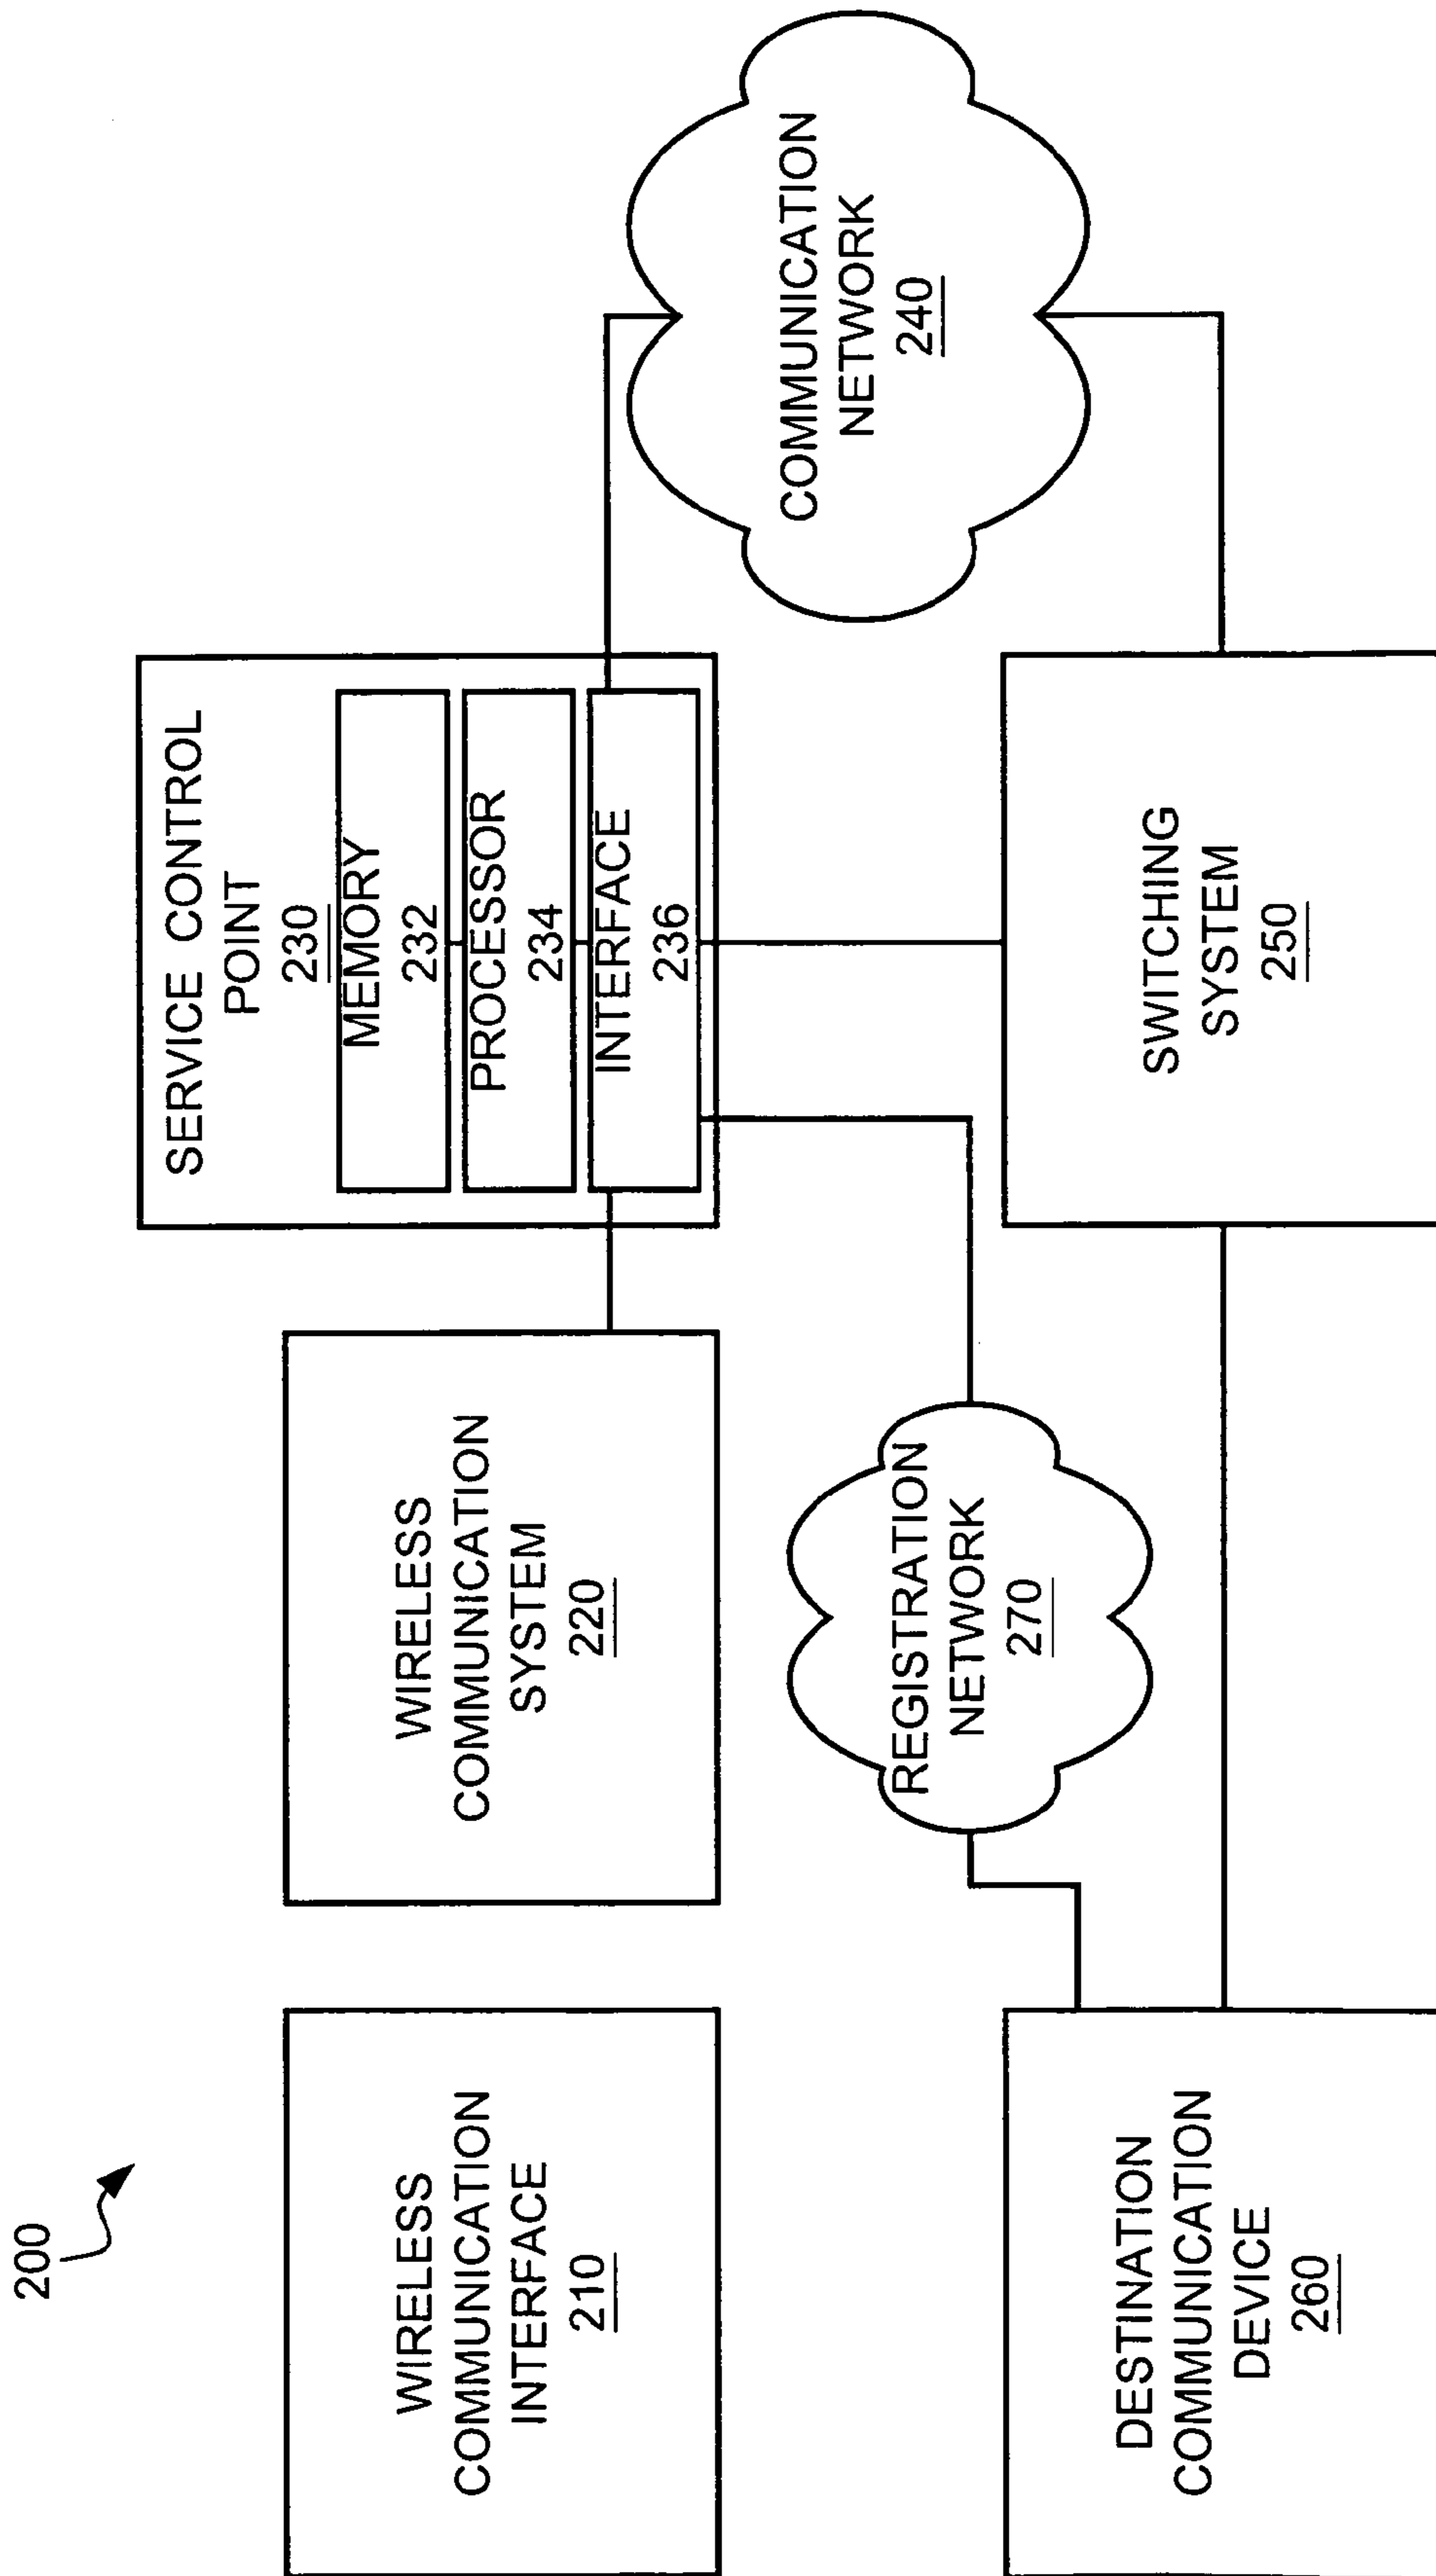 200
WIRELESS
COMMUNICATION
INTERFACE
210
WIRELESS
COMMUNICATION
SYSTEM
220
SERVICE CONTROL
POINT
230
MEMORY
232
PROCESSOR
234
INTERFACE
236
COMMUNICATION
NETWORK
240
REGISTRATION
NETWORK
270
DESTINATION
COMMUNICATION
DEVICE
260
SWITCHING
SYSTEM
250